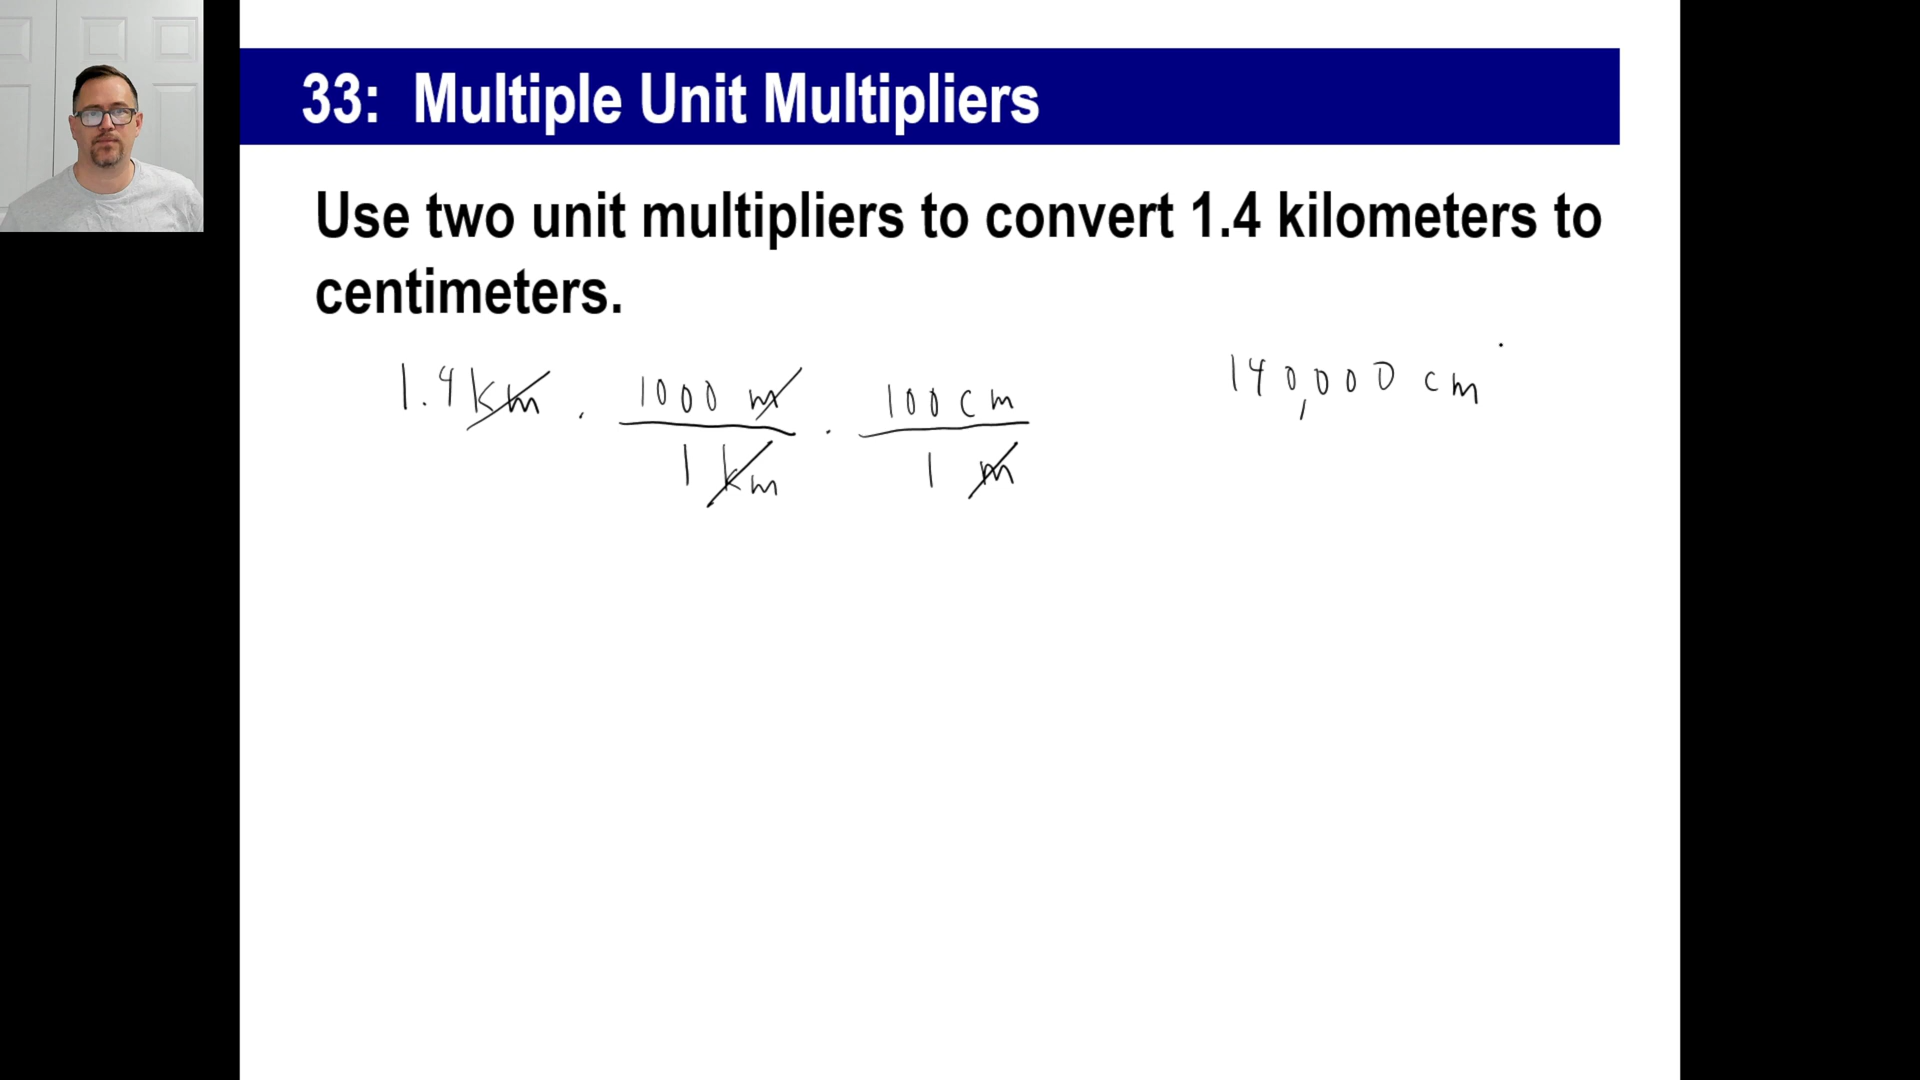 33: Multiple Unit Multipliers
Use two unit multipliers to convert 1.4 kilometers to
centimeters.
1.4 km · 1000 m / 1 km · 100 cm / 1 m
140,000 cm